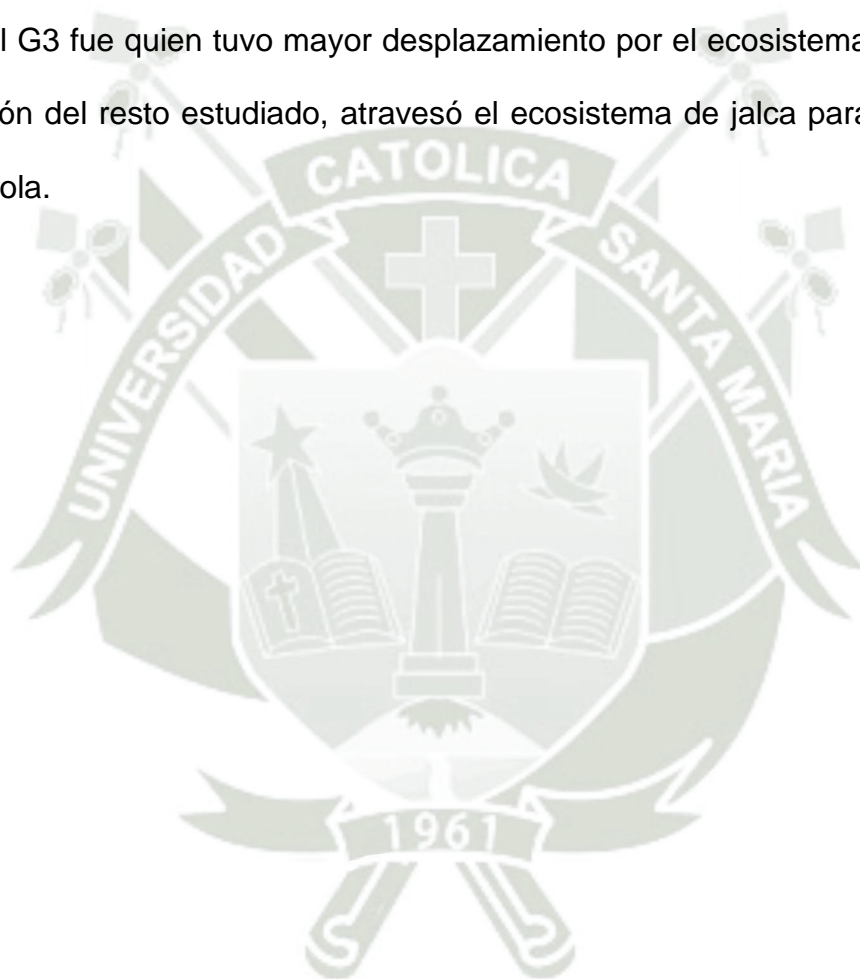 l G3 fue quien tuvo mayor desplazamiento por el ecosistema
ón del resto estudiado, atravesó el ecosistema de jalca para
ola.
UNIVERSIDAD CATOLICA SANTA MARIA
1961